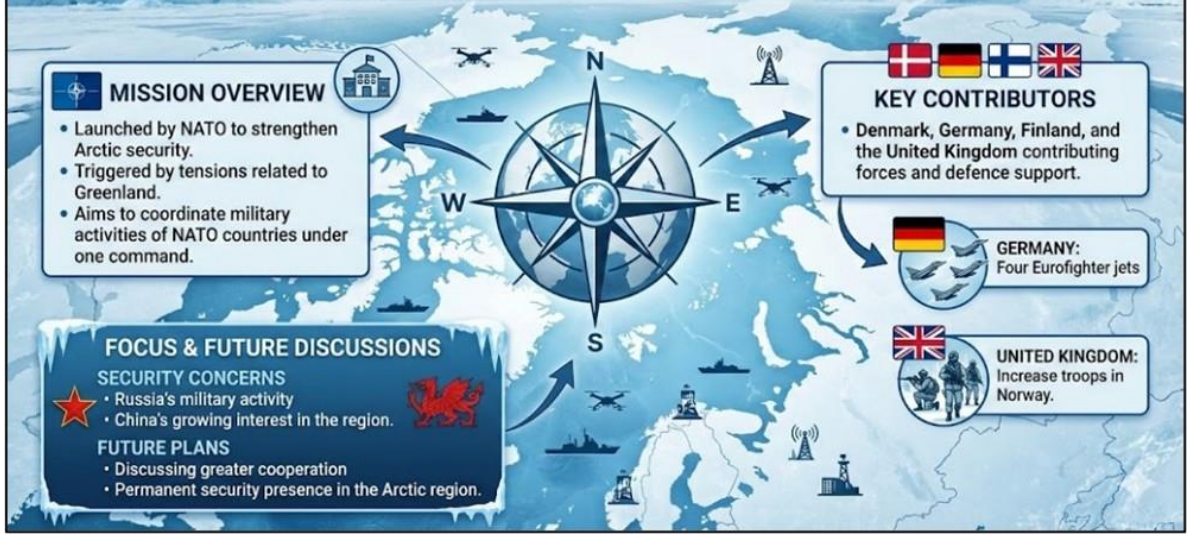 MISSION OVERVIEW
• Launched by NATO to strengthen
Arctic security.
• Triggered by tensions related to
Greenland.
• Aims to coordinate military
activities of NATO countries under
one command.
N
W
E
S
KEY CONTRIBUTORS
• Denmark, Germany, Finland, and
the United Kingdom contributing
forces and defence support.
GERMANY:
Four Eurofighter jets
UNITED KINGDOM:
Increase troops in
Norway.
FOCUS & FUTURE DISCUSSIONS
SECURITY CONCERNS
• Russia's military activity
• China's growing interest in the region.
FUTURE PLANS
• Discussing greater cooperation
• Permanent security presence in the Arctic region.